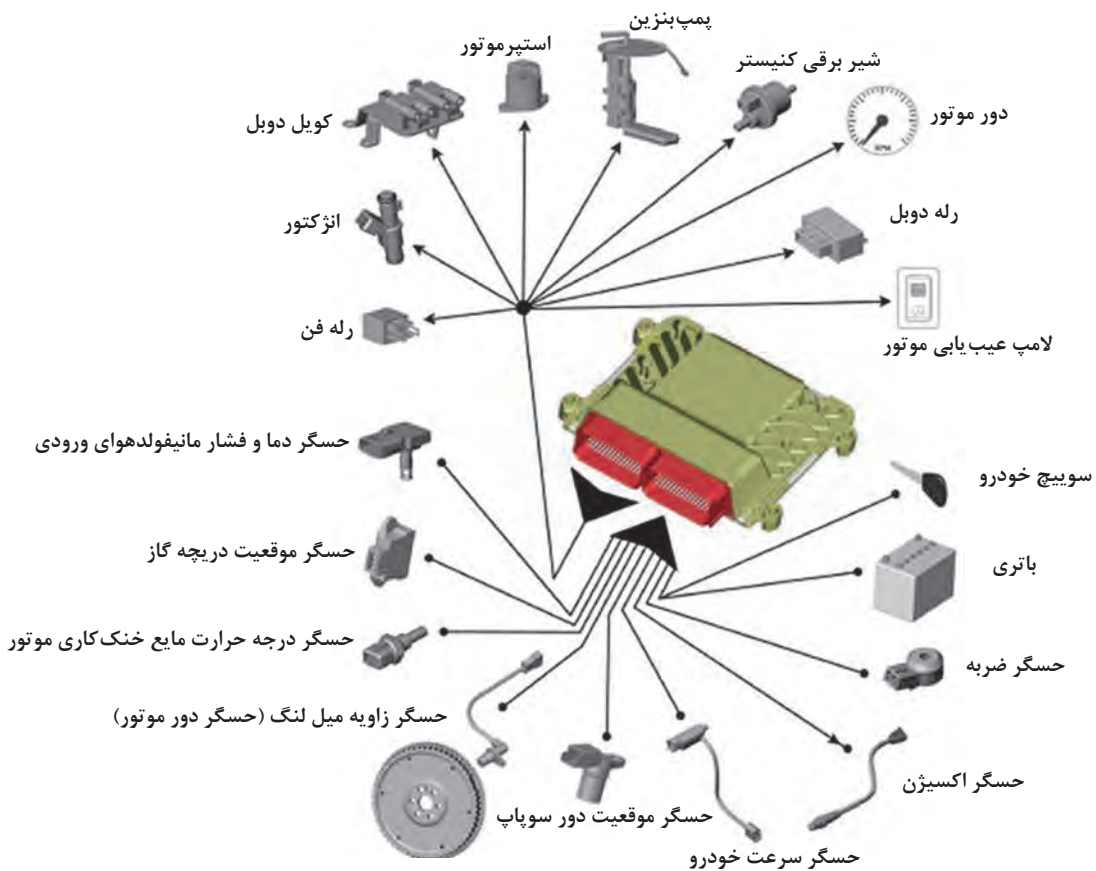 پمپ‌بنزین
استپرموتور
شیر برقی کنیستر
کویل دوبل
دور موتور
RPM
انژکتور
رله دوبل
رله فن
لامپ عیب‌یابی موتور
حسگر دما و فشار مانیفولدهوای ورودی
سوییچ خودرو
حسگر موقعیت دریچه گاز
باتری
حسگر درجه حرارت مایع خنک‌کاری موتور
حسگر ضربه
حسگر زاویه میل لنگ (حسگر دور موتور)
حسگر اکسیژن
حسگر موقعیت دور سوپاپ
حسگر سرعت خودرو